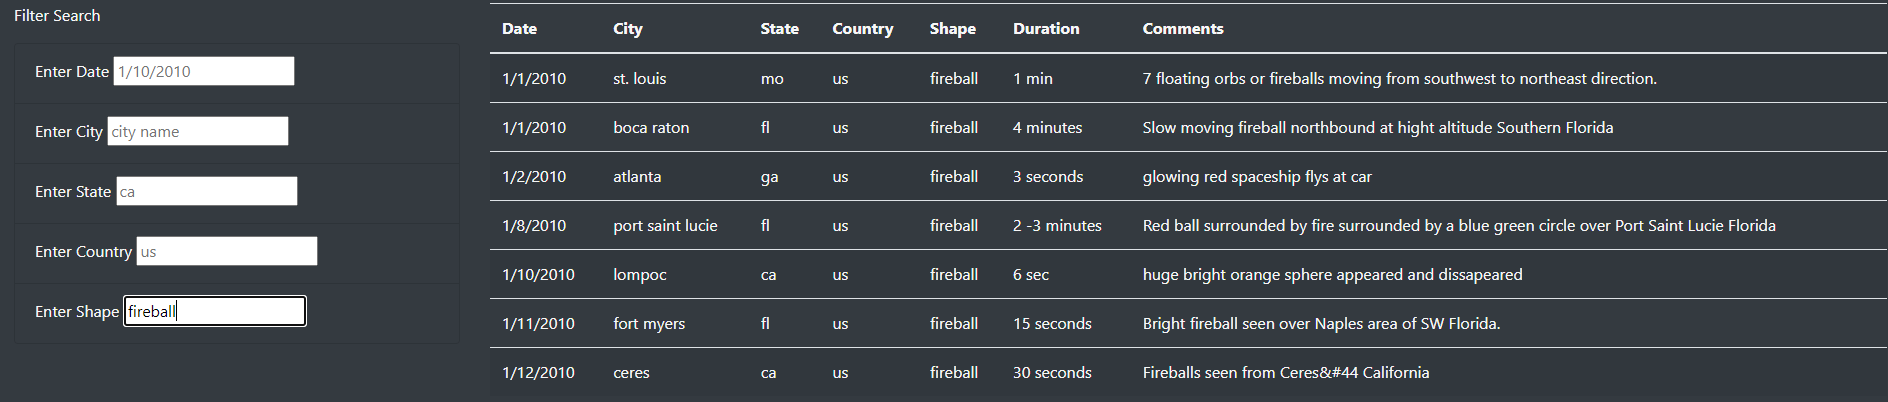 Filter Search
Enter Date 1/10/2010
Enter City city name
Enter State ca
Enter Country us
Enter Shape fireball
Date City State Country Shape Duration Comments
1/1/2010 st. louis mo us fireball 1 min 7 floating orbs or fireballs moving from southwest to northeast direction.
1/1/2010 boca raton fl us fireball 4 minutes Slow moving fireball northbound at hight altitude Southern Florida
1/2/2010 atlanta ga us fireball 3 seconds glowing red spaceship flys at car
1/8/2010 port saint lucie fl us fireball 2 -3 minutes Red ball surrounded by fire surrounded by a blue green circle over Port Saint Lucie Florida
1/10/2010 lompoc ca us fireball 6 sec huge bright orange sphere appeared and dissapeared
1/11/2010 fort myers fl us fireball 15 seconds Bright fireball seen over Naples area of SW Florida.
1/12/2010 ceres ca us fireball 30 seconds Fireballs seen from Ceres&#44 California